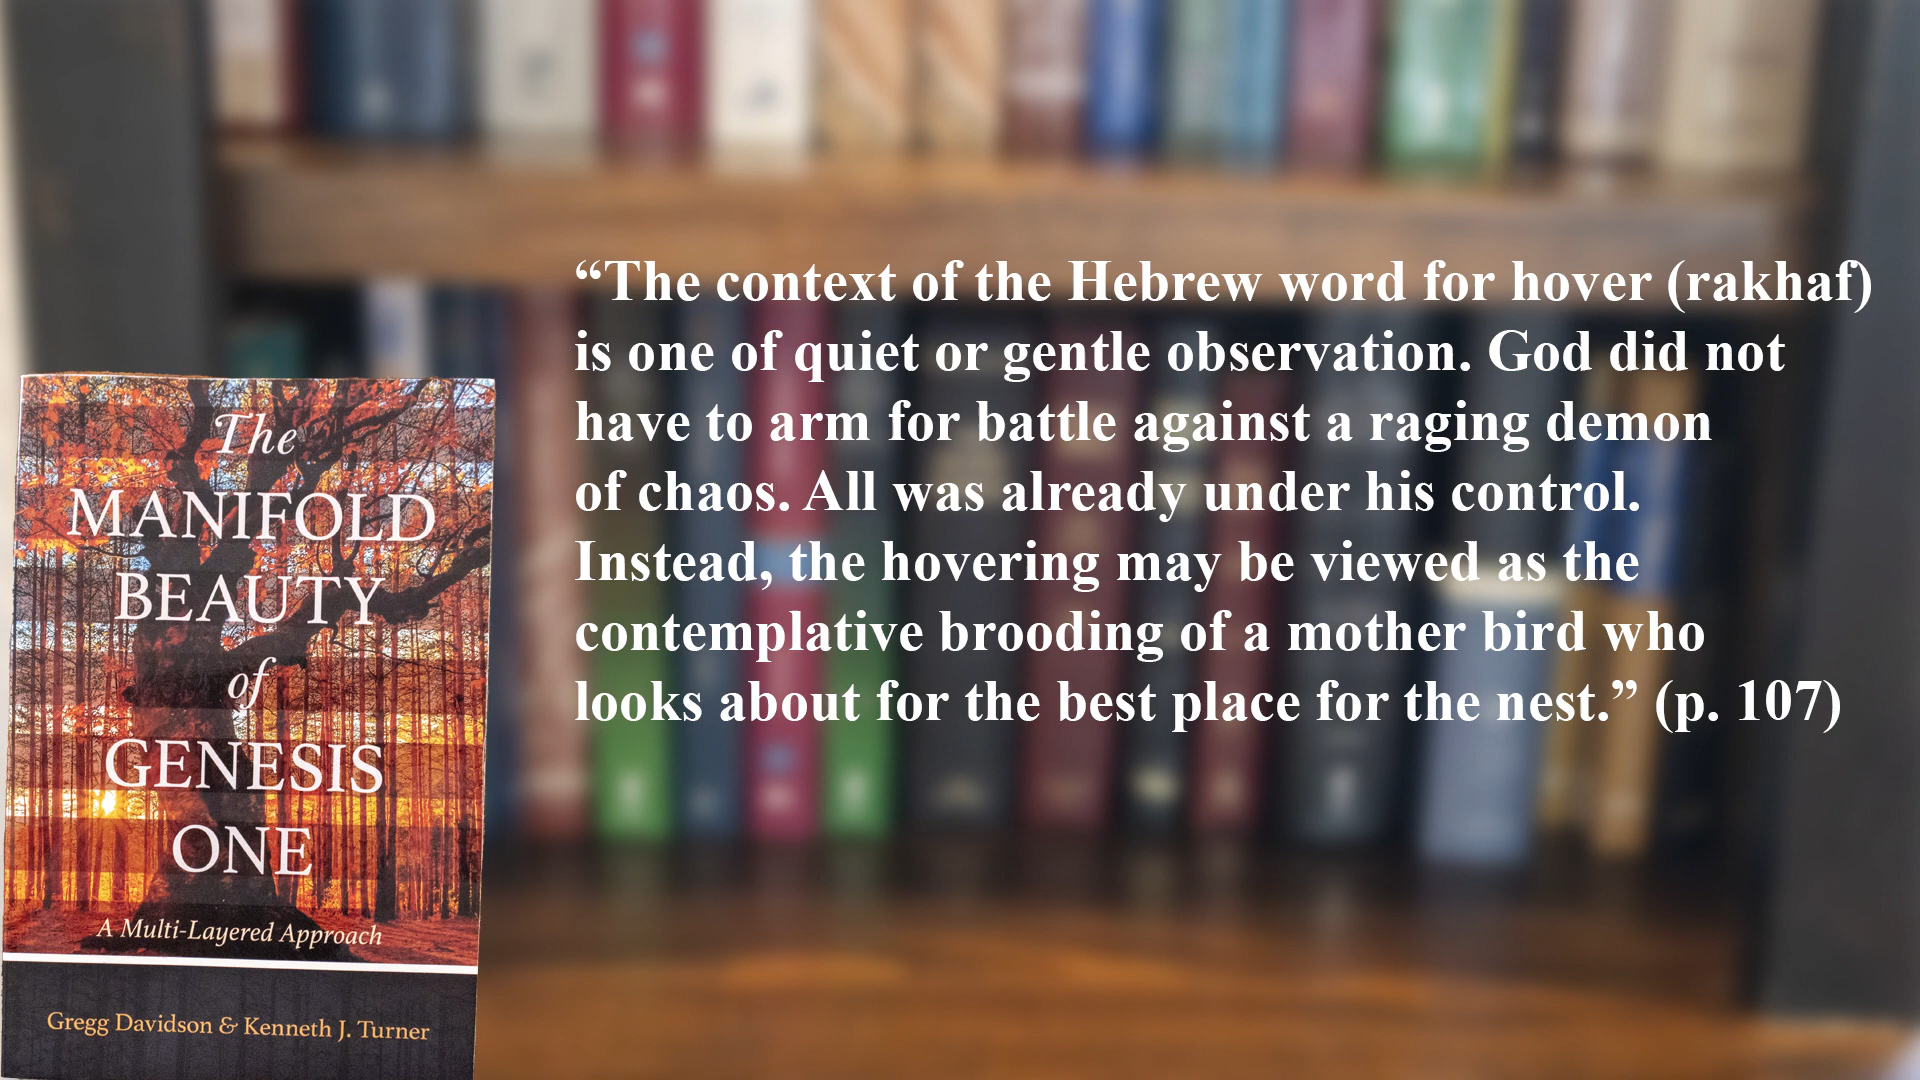 The
MANIFOLD
BEAUTY
of
GENESIS
ONE
A Multi-Layered Approach
Gregg Davidson & Kenneth J. Turner
“The context of the Hebrew word for hover (rakhaf)
is one of quiet or gentle observation. God did not
have to arm for battle against a raging demon
of chaos. All was already under his control.
Instead, the hovering may be viewed as the
contemplative brooding of a mother bird who
looks about for the best place for the nest.” (p. 107)